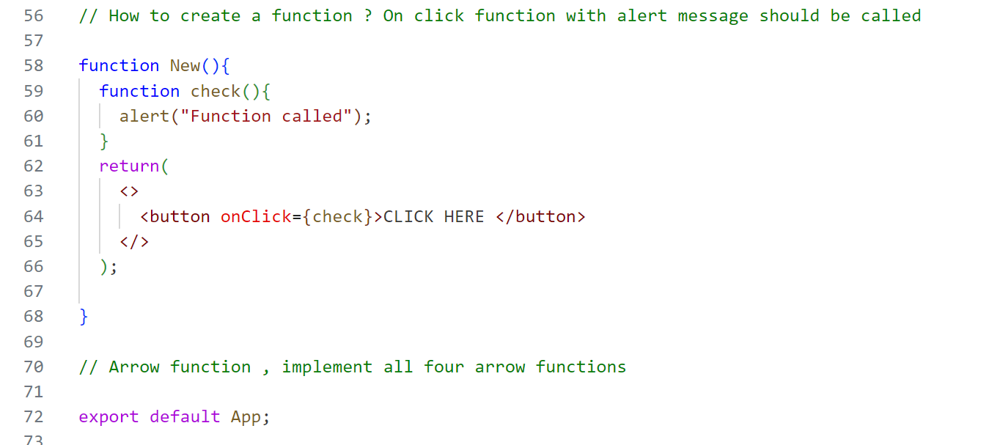 56 // How to create a function ? On click function with alert message should be called
57
58 function New(){
59 function check(){
60 alert("Function called");
61 }
62 return(
63 <>
64 <button onClick={check}>CLICK HERE </button>
65 </>
66 );
67
68 }
69
70 // Arrow function , implement all four arrow functions
71
72 export default App;
73